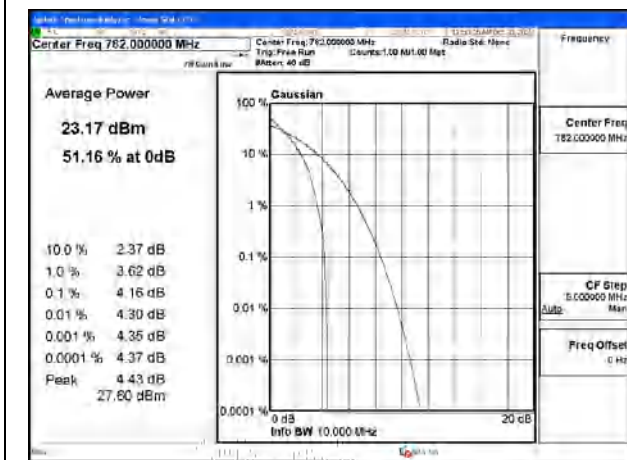 Center Freq 782.000000 MHz
Center Freq: 782.000000 MHz
Radio Std: None
Trig: Free Run
Counts:1.00 M/1.00 Mpt
#Atten: 40 dB
Frequency
Average Power
23.17 dBm
51.16 % at 0dB
10.0 % 2.37 dB
1.0 % 3.62 dB
0.1 % 4.16 dB
0.01 % 4.30 dB
0.001 % 4.35 dB
0.0001 % 4.37 dB
Peak 4.43 dB
27.60 dBm
Gaussian
100 %
10 %
1 %
0.1 %
0.01 %
0.001 %
0.0001 %
0 dB
20 dB
Info BW 10.000 MHz
Center Freq
782.000000 MHz
CF Step
5.000000 MHz
Auto Man
Freq Offset
0 Hz